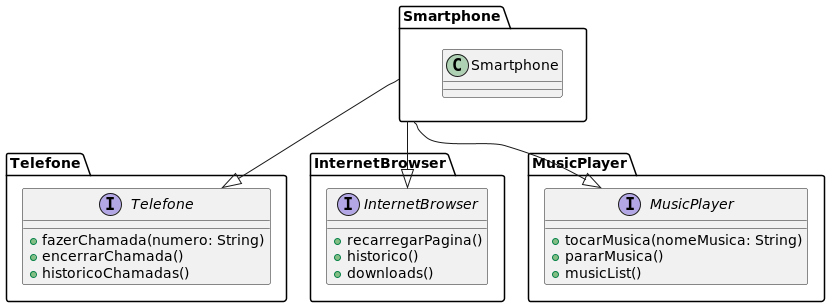 Smartphone
C Smartphone
Telefone
I Telefone
fazerChamada(numero: String)
encerrarChamada()
historicoChamadas()
InternetBrowser
I InternetBrowser
recarregarPagina()
historico()
downloads()
MusicPlayer
I MusicPlayer
tocarMusica(nomeMusica: String)
pararMusica()
musicList()